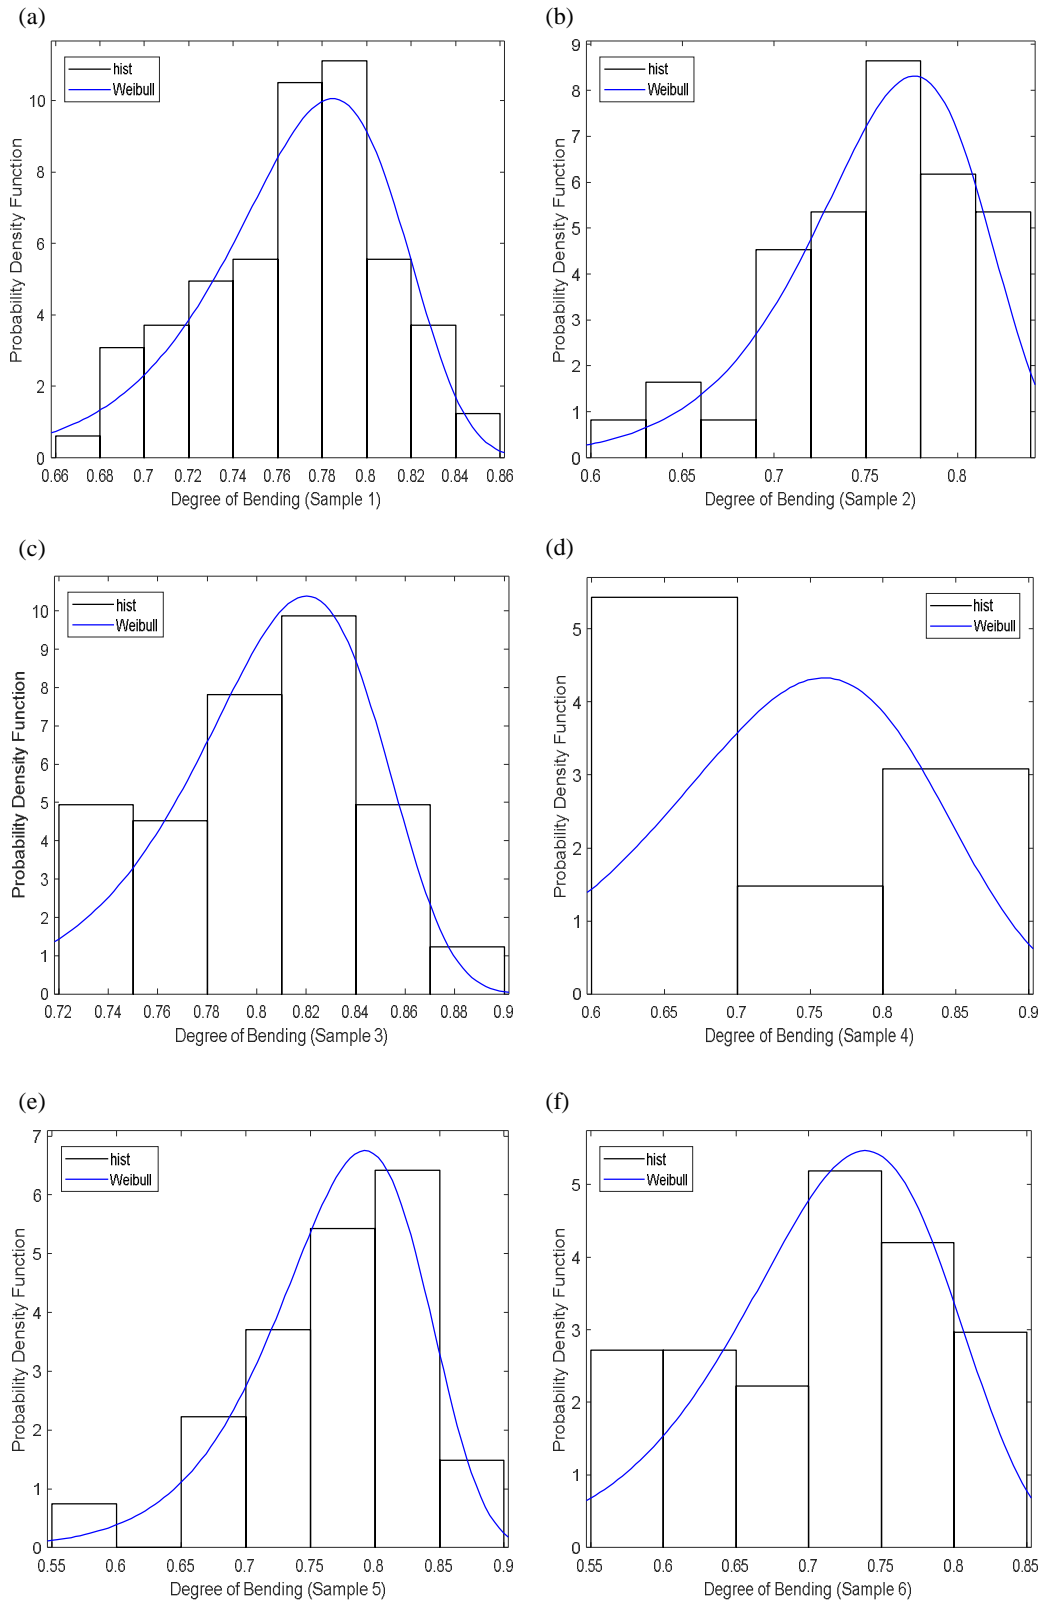 (a)
hist
Weibull
Probability Density Function
10
8
6
4
2
0
0.66 0.68 0.7 0.72 0.74 0.76 0.78 0.8 0.82 0.84 0.86
Degree of Bending (Sample 1)
(b)
hist
Weibull
Probability Density Function
9
8
7
6
5
4
3
2
1
0
0.6 0.65 0.7 0.75 0.8
Degree of Bending (Sample 2)
(c)
hist
Weibull
Probability Density Function
10
9
8
7
6
5
4
3
2
1
0
0.72 0.74 0.76 0.78 0.8 0.82 0.84 0.86 0.88 0.9
Degree of Bending (Sample 3)
(d)
hist
Weibull
Probability Density Function
5
4
3
2
1
0
0.6 0.65 0.7 0.75 0.8 0.85 0.9
Degree of Bending (Sample 4)
(e)
hist
Weibull
Probability Density Function
7
6
5
4
3
2
1
0
0.55 0.6 0.65 0.7 0.75 0.8 0.85 0.9
Degree of Bending (Sample 5)
(f)
hist
Weibull
Probability Density Function
5
4
3
2
1
0
0.55 0.6 0.65 0.7 0.75 0.8 0.85
Degree of Bending (Sample 6)